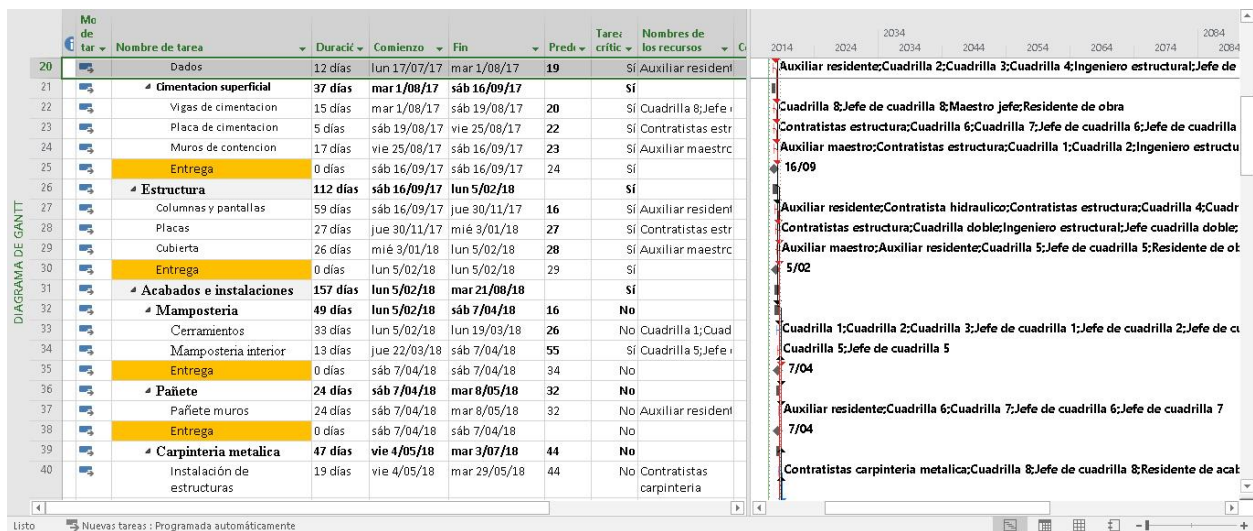 Mo de tar Nombre de tarea Duracić Comienzo Fin Predi Tarea crític Nombres de los recursos
2034 2084
2014 2024 2034 2044 2054 2064 2074 2084
20 Dados 12 días lun 17/07/17 mar 1/08/17 19 Sí Auxiliar resident Auxiliar residente;Cuadrilla 2;Cuadrilla 3;Cuadrilla 4;Ingeniero estructural;Jefe de
21 Cimentacion superficial 37 días mar 1/08/17 sáb 16/09/17 Sí
22 Vigas de cimentacion 15 días mar 1/08/17 sáb 19/08/17 20 Sí Cuadrilla 8;Jefe Cuadrilla 8;Jefe de cuadrilla 8;Maestro jefe;Residente de obra
23 Placa de cimentacion 5 días sáb 19/08/17 vie 25/08/17 22 Sí Contratistas estr Contratistas estructura;Cuadrilla 6;Cuadrilla 7;Jefe de cuadrilla 6;Jefe de cuadrilla
24 Muros de contencion 17 días vie 25/08/17 sáb 16/09/17 23 Sí Auxiliar maestro Auxiliar maestro;Contratistas estructura;Cuadrilla 1;Cuadrilla 2;Ingeniero estructu
25 Entrega 0 días sáb 16/09/17 sáb 16/09/17 24 Sí 16/09
26 Estructura 112 días sáb 16/09/17 lun 5/02/18 Sí
27 Columnas y pantallas 59 días sáb 16/09/17 jue 30/11/17 16 Sí Auxiliar resident Auxiliar residente;Contratista hidraulico;Contratistas estructura;Cuadrilla 4;Cuadr
28 Placas 27 días jue 30/11/17 mié 3/01/18 27 Sí Contratistas estr Contratistas estructura;Cuadrilla doble;Ingeniero estructural;Jefe cuadrilla doble;
29 Cubierta 26 días mié 3/01/18 lun 5/02/18 28 Sí Auxiliar maestro Auxiliar maestro;Auxiliar residente;Cuadrilla 5;Jefe de cuadrilla 5;Residente de ob
30 Entrega 0 días lun 5/02/18 lun 5/02/18 29 Sí 5/02
31 Acabados e instalaciones 157 días lun 5/02/18 mar 21/08/18 Sí
32 Mamposteria 49 días lun 5/02/18 sáb 7/04/18 16 No
33 Cerramientos 33 días lun 5/02/18 lun 19/03/18 26 No Cuadrilla 1;Cuad Cuadrilla 1;Cuadrilla 2;Cuadrilla 3;Jefe de cuadrilla 1;Jefe de cuadrilla 2;Jefe de cu
34 Mamposteria interior 13 días jue 22/03/18 sáb 7/04/18 55 Sí Cuadrilla 5;Jefe Cuadrilla 5;Jefe de cuadrilla 5
35 Entrega 0 días sáb 7/04/18 sáb 7/04/18 34 No 7/04
36 Pañete 24 días sáb 7/04/18 mar 8/05/18 32 No
37 Pañete muros 24 días sáb 7/04/18 mar 8/05/18 32 No Auxiliar resident Auxiliar residente;Cuadrilla 6;Cuadrilla 7;Jefe de cuadrilla 6;Jefe de cuadrilla 7
38 Entrega 0 días sáb 7/04/18 sáb 7/04/18 No 7/04
39 Carpinteria metalica 47 días vie 4/05/18 mar 3/07/18 44 No
40 Instalación de estructuras 19 días vie 4/05/18 mar 29/05/18 44 No Contratistas carpinteria Contratistas carpinteria metalica;Cuadrilla 8;Jefe de cuadrilla 8;Residente de acab
DIAGRAMA DE GANTT
Listo Nuevas tareas : Programada automáticamente